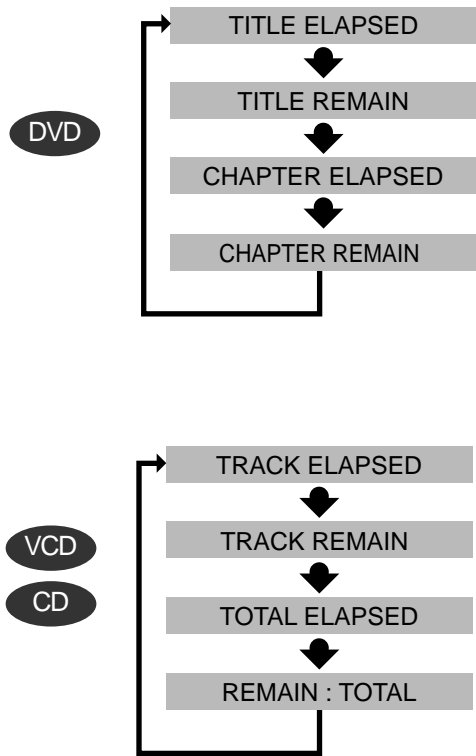 DVD
TITLE ELAPSED
TITLE REMAIN
CHAPTER ELAPSED
CHAPTER REMAIN
VCD
CD
TRACK ELAPSED
TRACK REMAIN
TOTAL ELAPSED
REMAIN : TOTAL